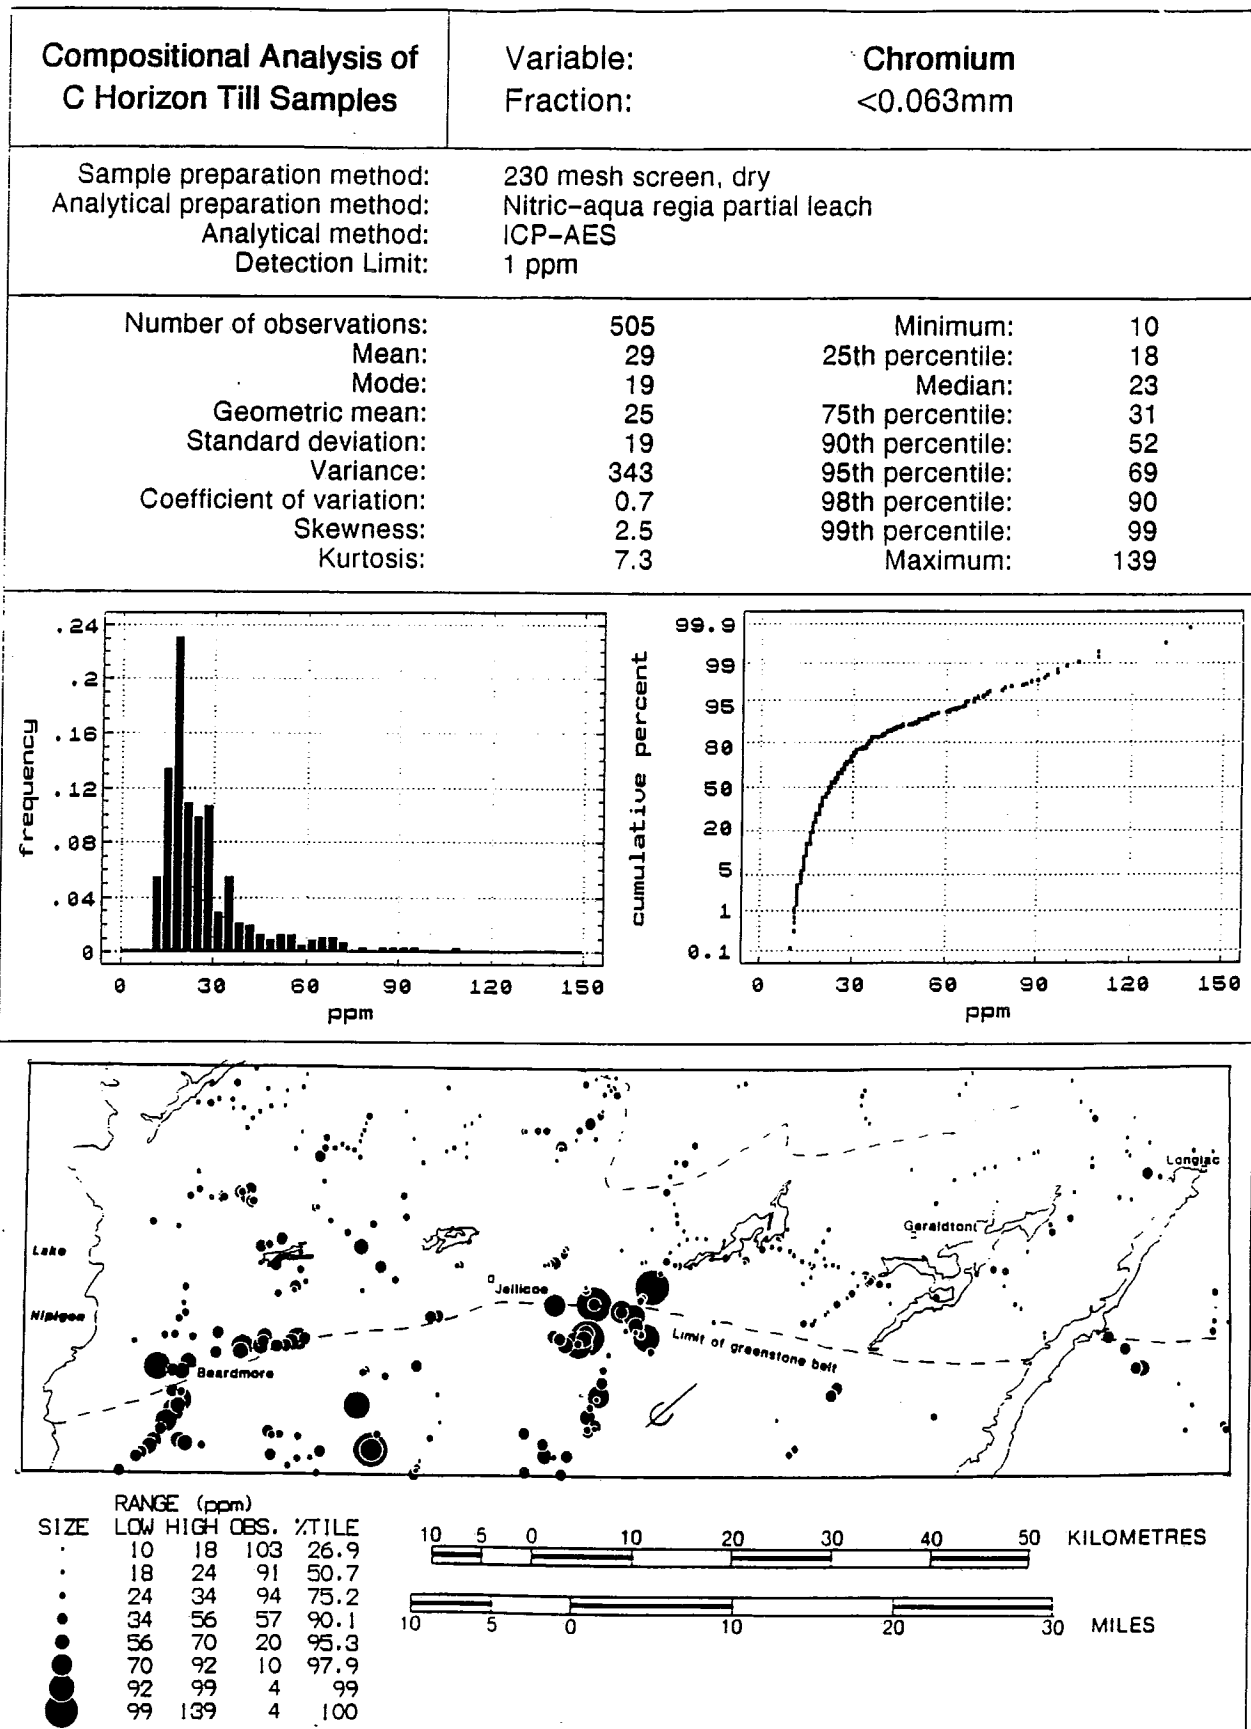 Compositional Analysis of
C Horizon Till Samples
Variable: Chromium
Fraction: <0.063mm
Sample preparation method: 230 mesh screen, dry
Analytical preparation method: Nitric-aqua regia partial leach
Analytical method: ICP-AES
Detection Limit: 1 ppm
Number of observations: 505 Minimum: 10
Mean: 29 25th percentile: 18
Mode: 19 Median: 23
Geometric mean: 25 75th percentile: 31
Standard deviation: 19 90th percentile: 52
Variance: 343 95th percentile: 69
Coefficient of variation: 0.7 98th percentile: 90
Skewness: 2.5 99th percentile: 99
Kurtosis: 7.3 Maximum: 139
.24
.2
.16
.12
.08
.04
0
frequency
0 30 60 90 120 150
ppm
99.9
99
95
80
50
20
5
1
0.1
cumulative percent
0 30 60 90 120 150
ppm
Longlac
Geraldton
Lake
Nipigon
Jellicoe
Limit of greenstone belt
Beardmore
RANGE (ppm)
SIZE LOW HIGH OBS. %TILE
10 18 103 26.9
18 24 91 50.7
24 34 94 75.2
34 56 57 90.1
56 70 20 95.3
70 92 10 97.9
92 99 4 99
99 139 4 100
10 5 0 10 20 30 40 50 KILOMETRES
10 5 0 10 20 30 MILES